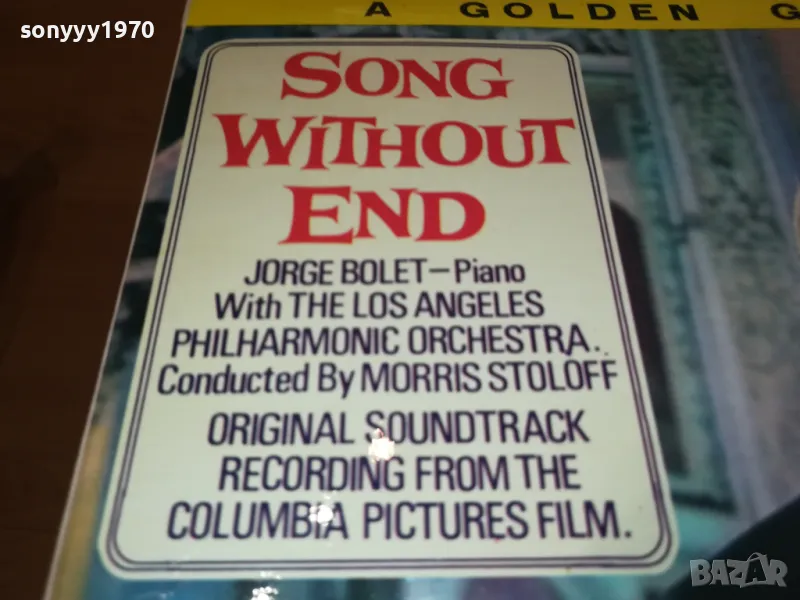 sonyyy1970
A GOLDEN G
SONG
WITHOUT
END
JORGE BOLET—Piano
With THE LOS ANGELES
PHILHARMONIC ORCHESTRA.
Conducted By MORRIS STOLOFF
ORIGINAL SOUNDTRACK
RECORDING FROM THE
COLUMBIA PICTURES FILM.
BAZAR